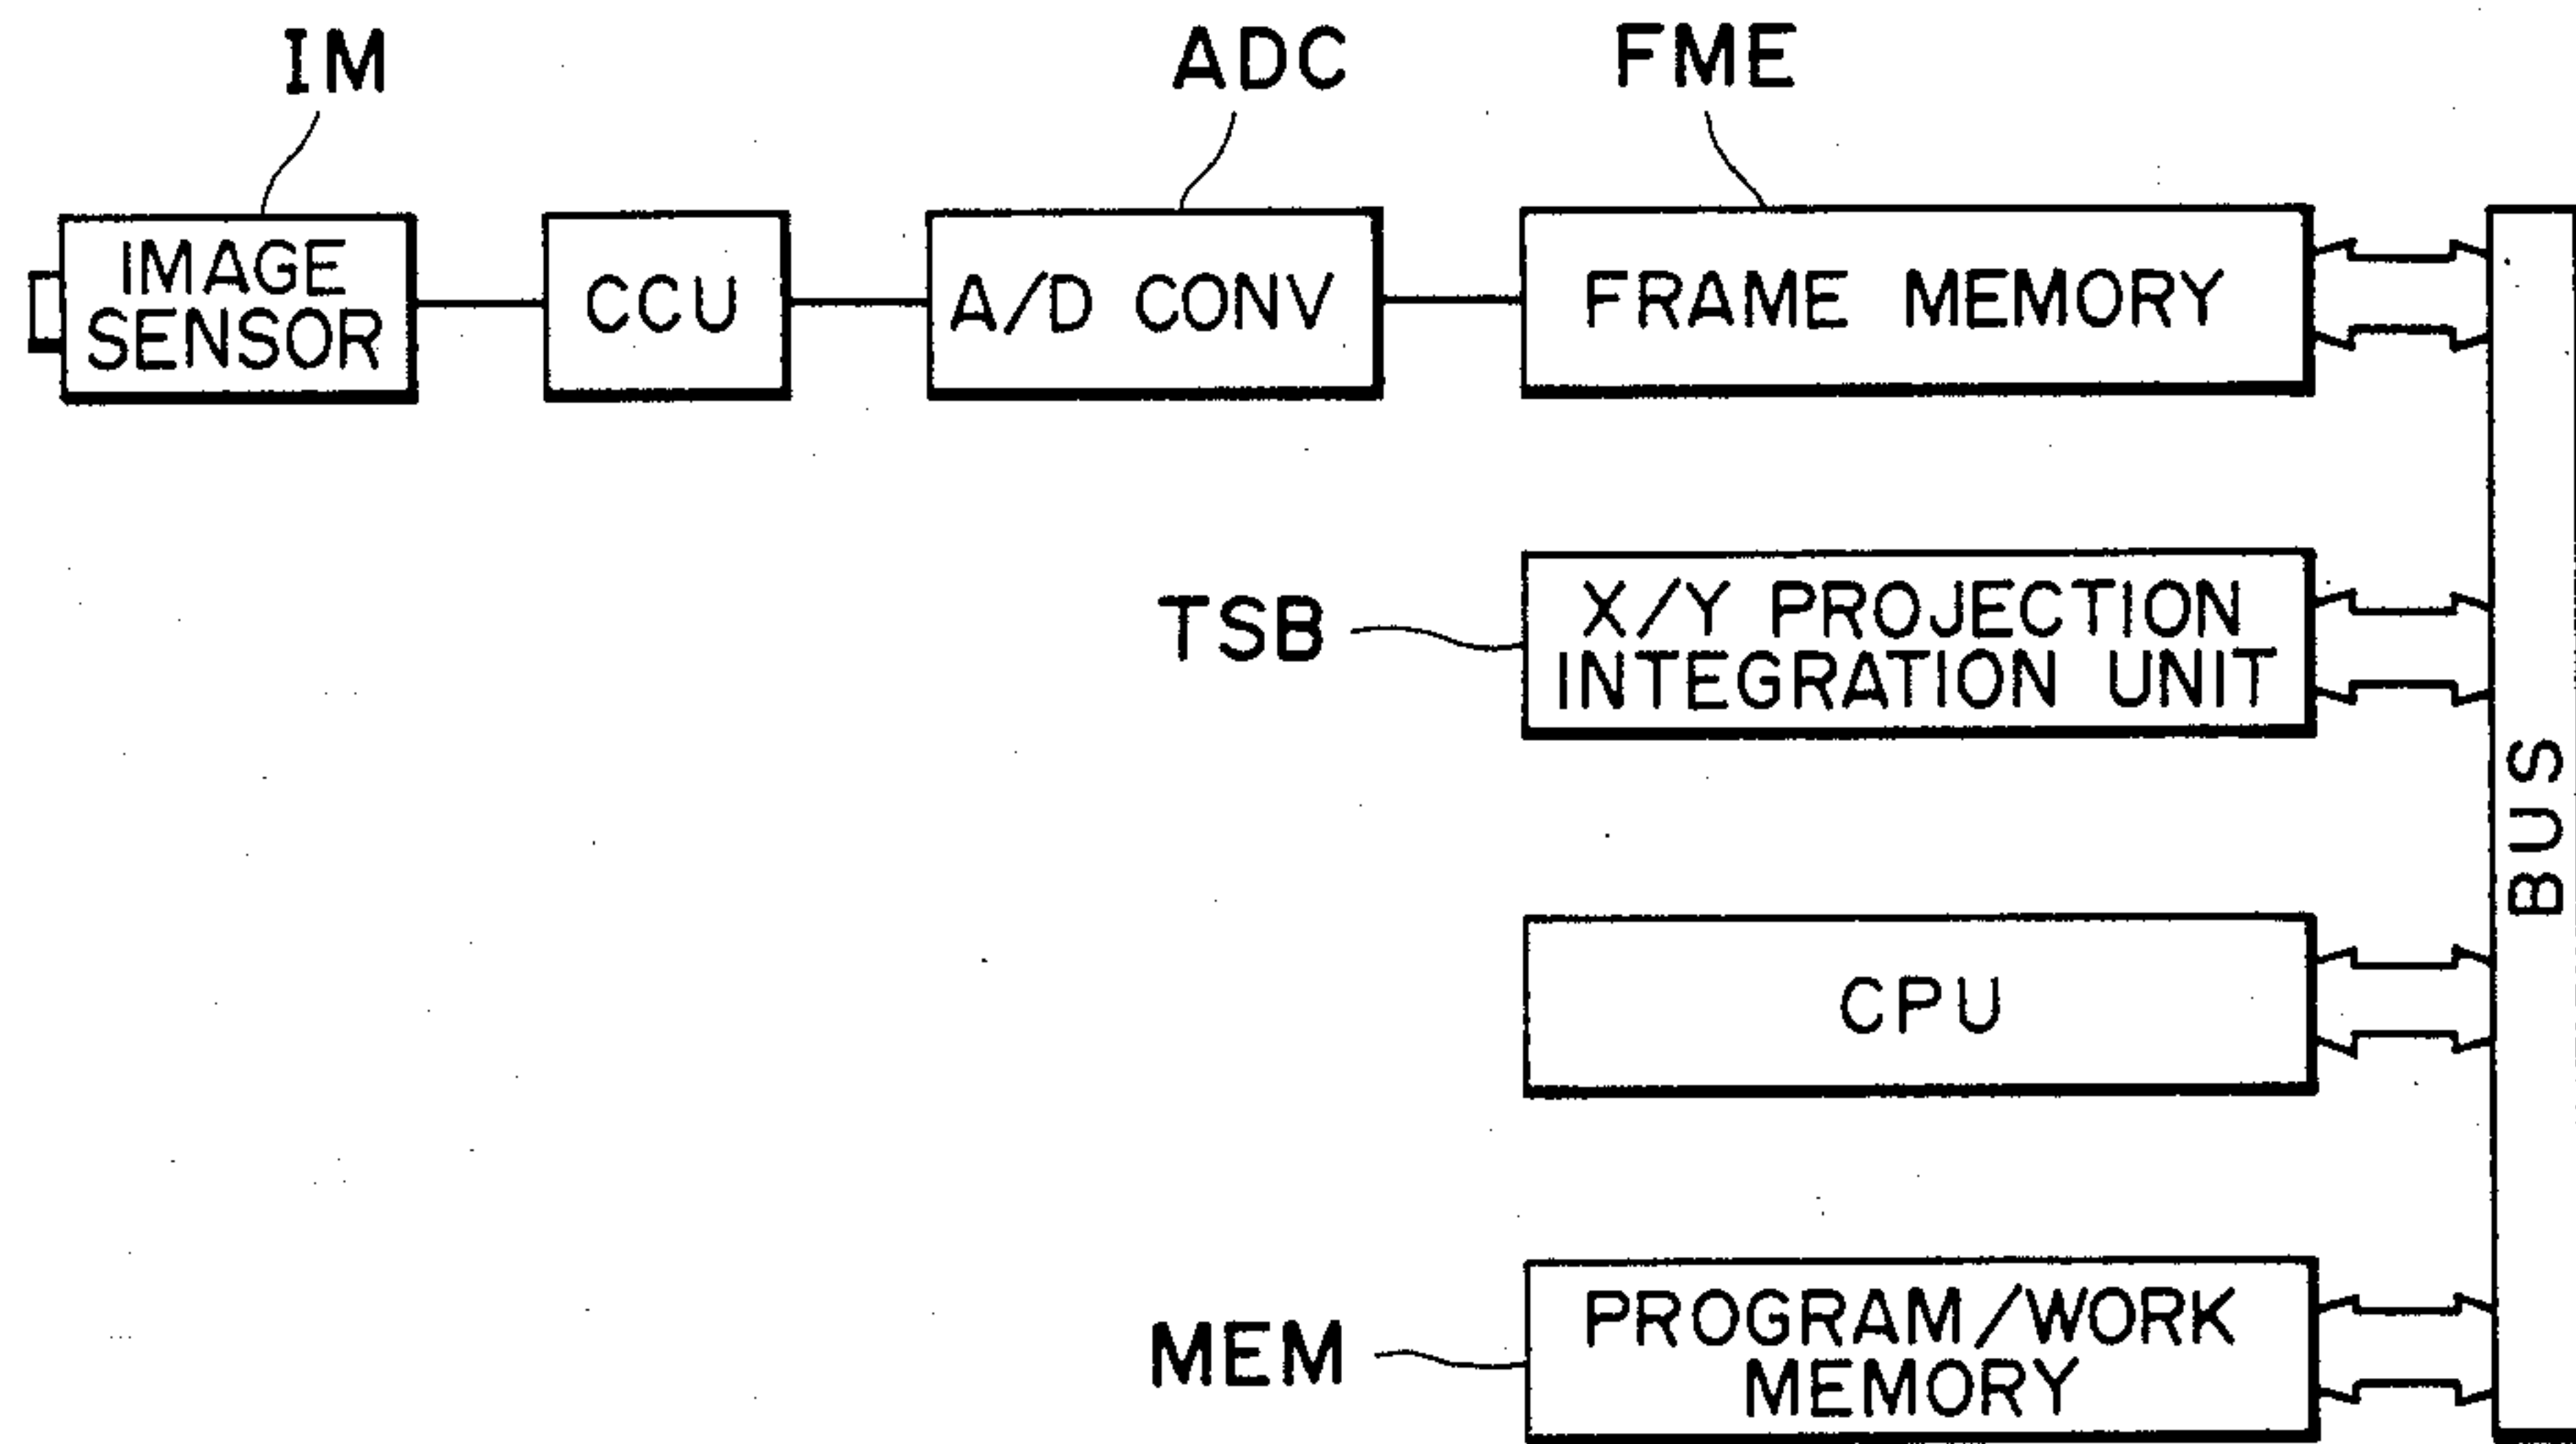 IM
ADC
FME
IMAGE
SENSOR
CCU
A/D CONV
FRAME MEMORY
TSB
X/Y PROJECTION
INTEGRATION UNIT
BUS
CPU
MEM
PROGRAM/WORK
MEMORY